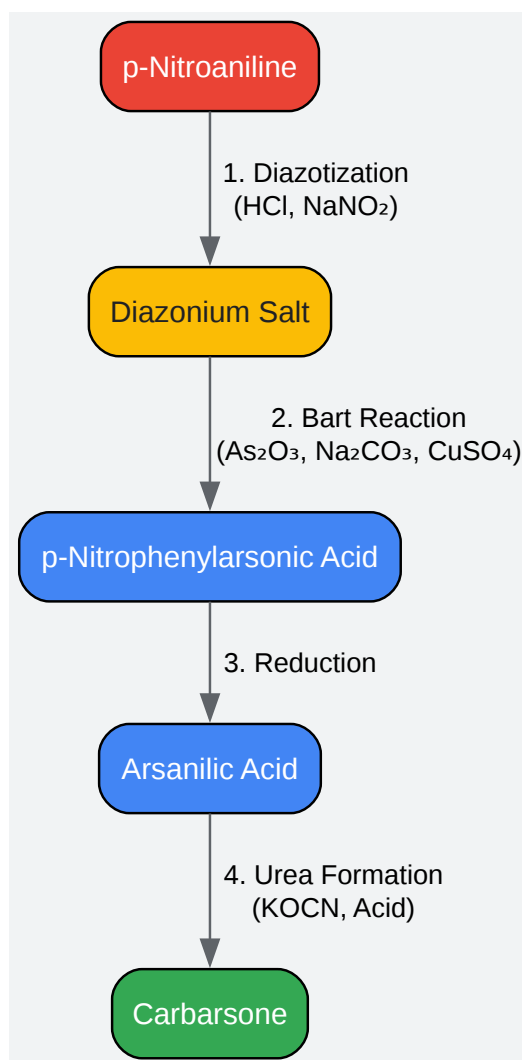 p-Nitroaniline
1. Diazotization
(HCl, NaNO₂)
Diazonium Salt
2. Bart Reaction
(As₂O₃, Na₂CO₃, CuSO₄)
p-Nitrophenylarsonic Acid
3. Reduction
Arsanilic Acid
4. Urea Formation
(KOCN, Acid)
Carbarsone